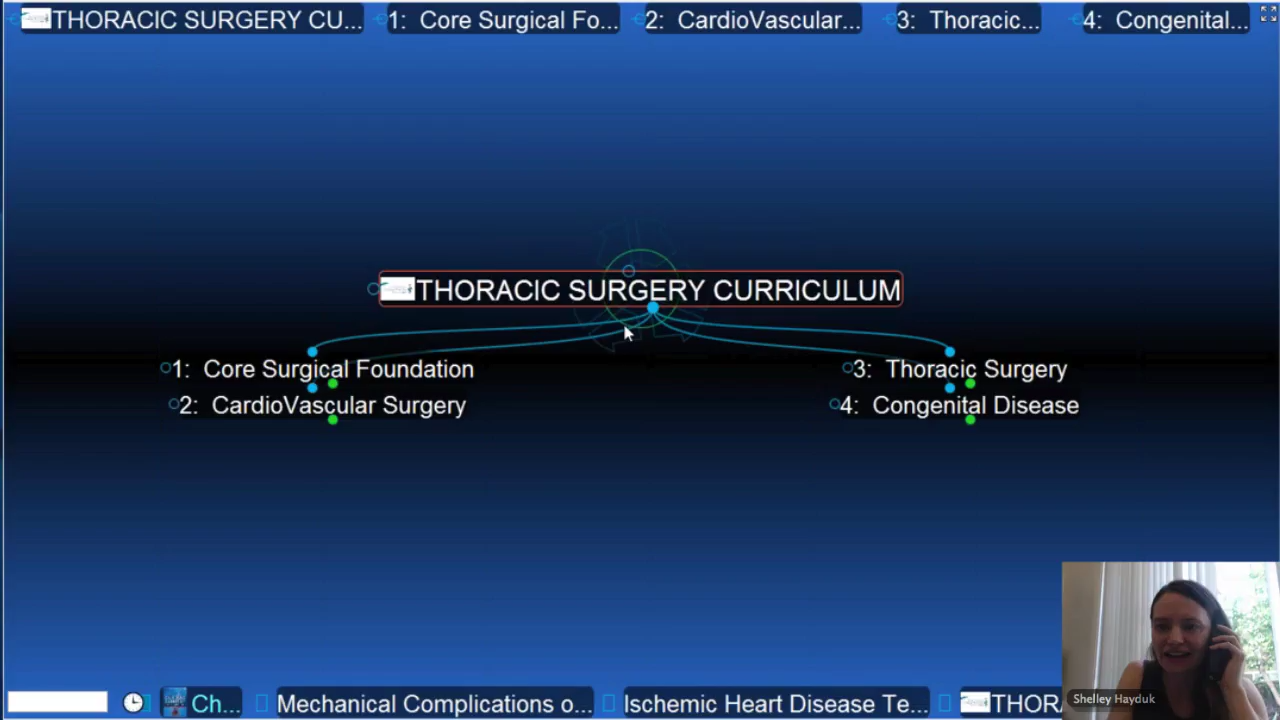 THORACIC SURGERY CU...
1: Core Surgical Fo...
2: CardioVascular...
3: Thoracic...
4: Congenital...
THORACIC SURGERY CURRICULUM
1: Core Surgical Foundation
3: Thoracic Surgery
2: CardioVascular Surgery
4: Congenital Disease
Ch...
Mechanical Complications o...
Ischemic Heart Disease Te...
THORA
Shelley Hayduk